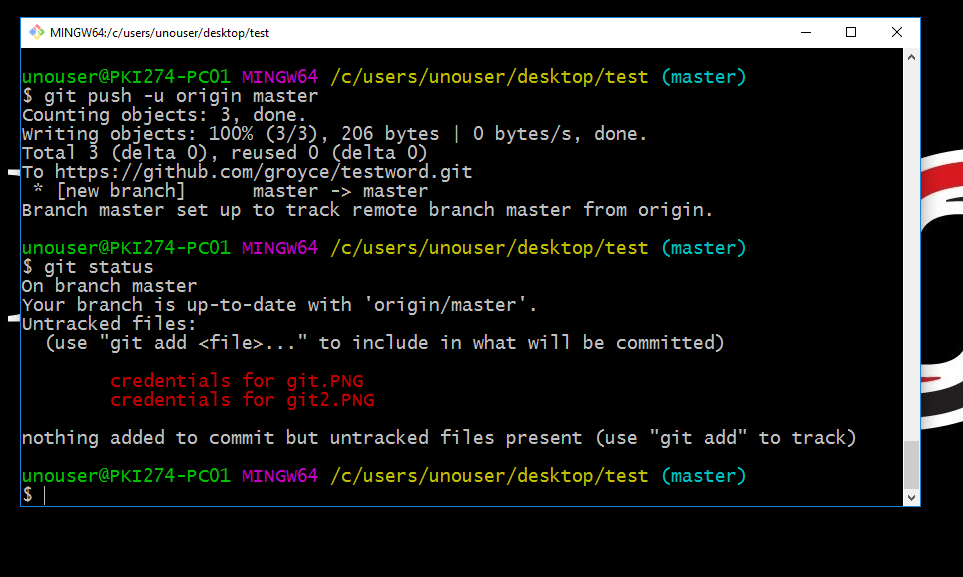 MINGW64:/c/users/unouser/desktop/test
unouser@PKI274-PC01 MINGW64 /c/users/unouser/desktop/test (master)
$ git push -u origin master
Counting objects: 3, done.
Writing objects: 100% (3/3), 206 bytes | 0 bytes/s, done.
Total 3 (delta 0), reused 0 (delta 0)
To https://github.com/groyce/testword.git
 * [new branch]      master -> master
Branch master set up to track remote branch master from origin.
unouser@PKI274-PC01 MINGW64 /c/users/unouser/desktop/test (master)
$ git status
On branch master
Your branch is up-to-date with 'origin/master'.
Untracked files:
  (use "git add <file>..." to include in what will be committed)
        credentials for git.PNG
        credentials for git2.PNG
nothing added to commit but untracked files present (use "git add" to track)
unouser@PKI274-PC01 MINGW64 /c/users/unouser/desktop/test (master)
$